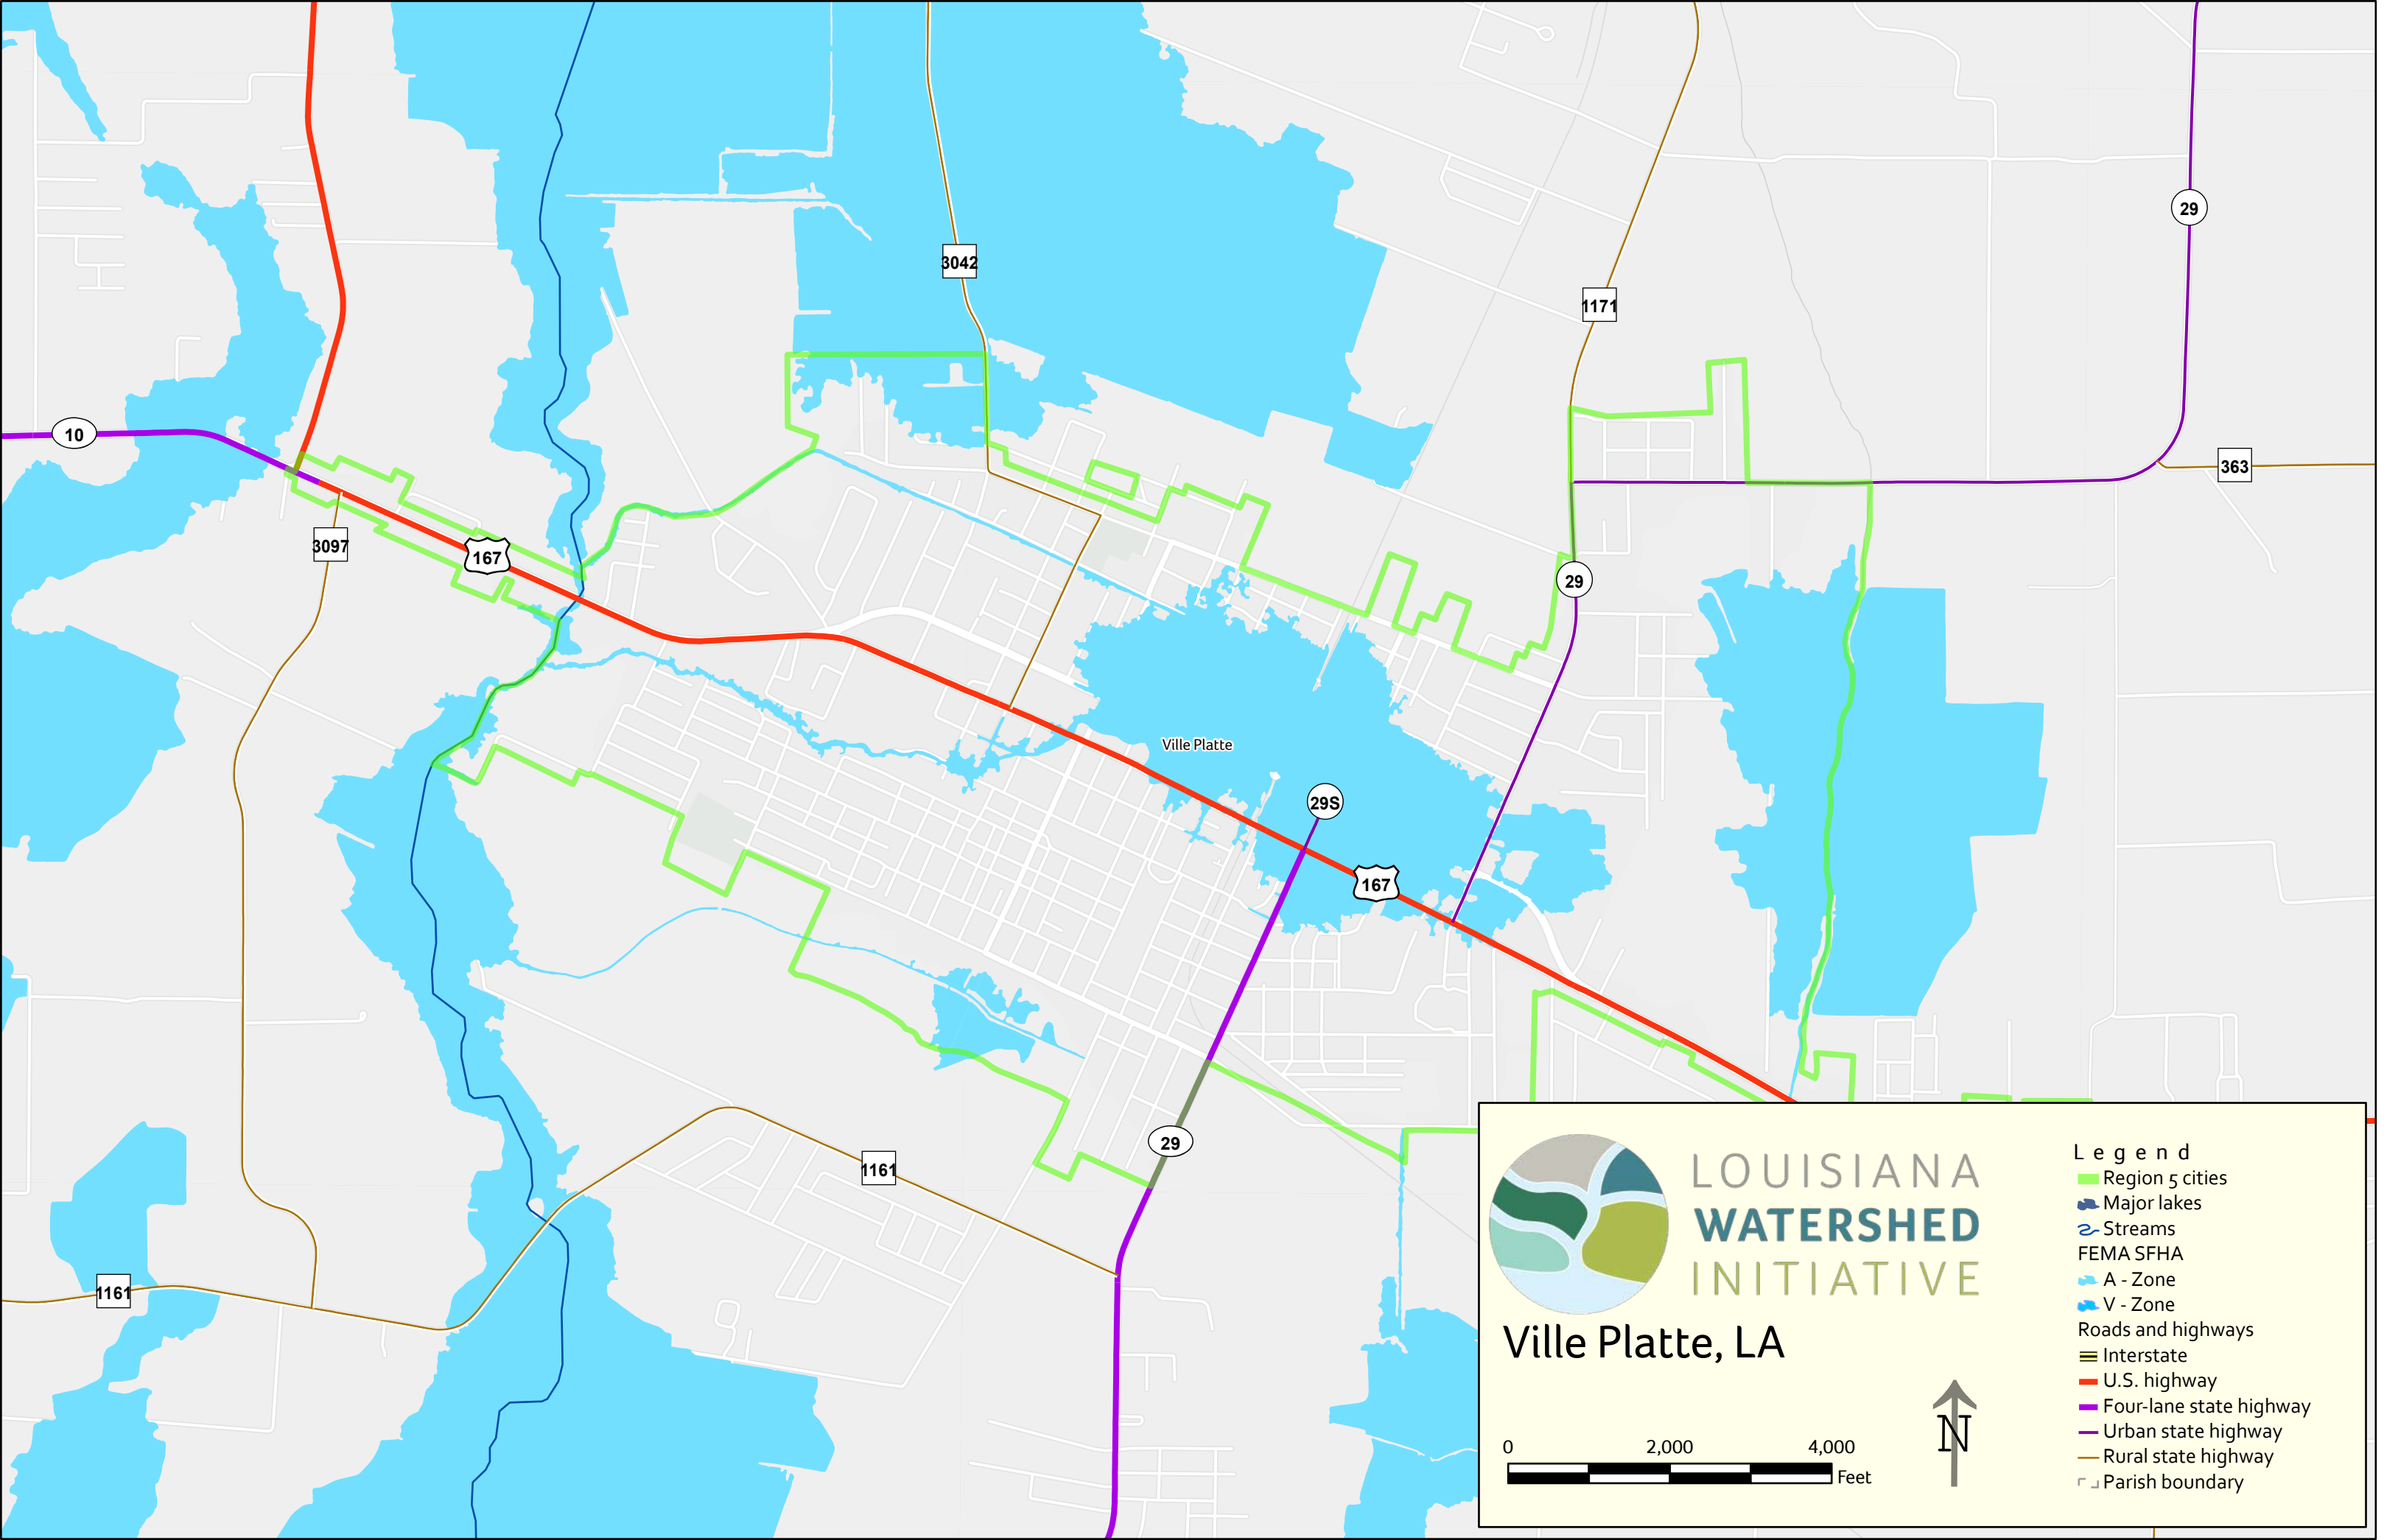 29
3042
1171
10
363
3097
167
29
Ville Platte
29S
167
29
1161
1161
LOUISIANA
WATERSHED
INITIATIVE
Ville Platte, LA
0 2,000 4,000
Feet
N
Legend
Region 5 cities
Major lakes
Streams
FEMA SFHA
A - Zone
V - Zone
Roads and highways
Interstate
U.S. highway
Four-lane state highway
Urban state highway
Rural state highway
Parish boundary